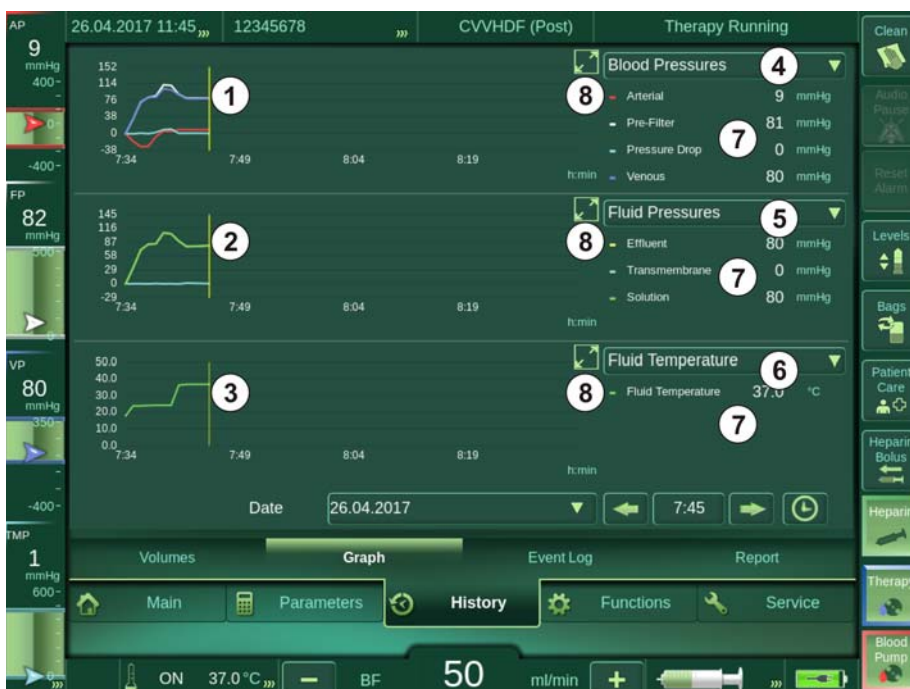 AP
9
mmHg
400-
0-
-400-
FP
82
mmHg
500-
0-
VP
80
mmHg
350-
-400-
TMP
1
mmHg
600-
0-
26.04.2017 11:45 12345678 CVVHDF (Post) Therapy Running
152
114
76
38
0
-38
7:34 7:49 8:04 8:19
h:min
1
8
Blood Pressures 4
Arterial 9 mmHg
Pre-Filter 81 mmHg
7
Pressure Drop 0 mmHg
Venous 80 mmHg
145
116
87
58
29
0
-29
7:34 7:49 8:04 8:19
h:min
2
8
Fluid Pressures 5
Effluent 80 mmHg
Transmembrane 0 mmHg
7
Solution 80 mmHg
50.0
40.0
30.0
20.0
10.0
0.0
7:34 7:49 8:04 8:19
h:min
3
8
Fluid Temperature 6
Fluid Temperature 37.0 °C
7
Date 26.04.2017 7:45
Volumes Graph Event Log Report
Main Parameters History Functions Service
ON 37.0 °C BF 50 ml/min
Clean
Audio
Pause
Reset
Alarm
Levels
Bags
Patient
Care
Heparin
Bolus
Heparin
Therapy
Blood
Pump